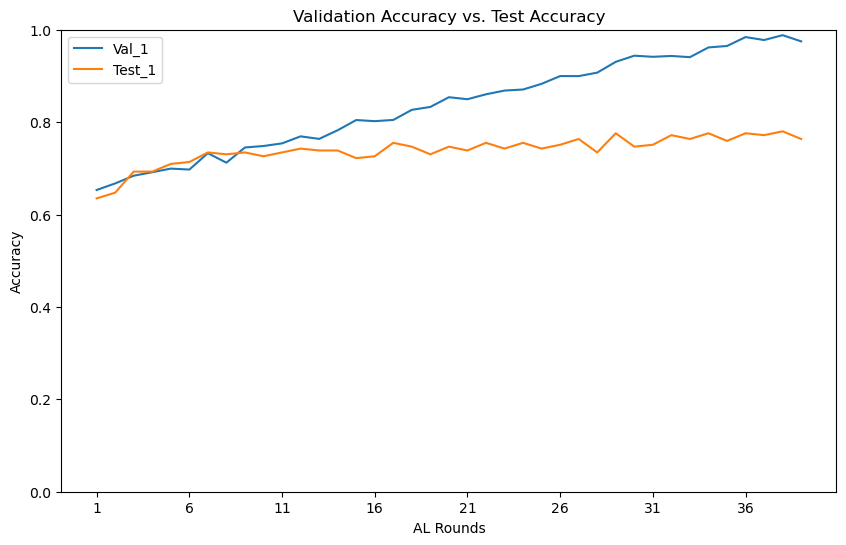 Validation Accuracy vs. Test Accuracy
Val_1
Test_1
1.0
0.8
0.6
0.4
0.2
0.0
Accuracy
1 6 11 16 21 26 31 36
AL Rounds